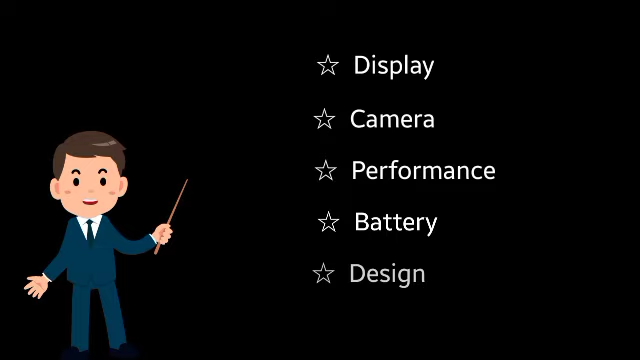 ☆ Display
☆ Camera
☆ Performance
☆ Battery
☆ Design